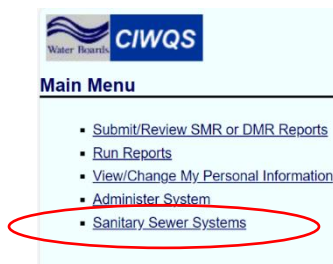 Water Boards CIWQS
Main Menu
Submit/Review SMR or DMR Reports
Run Reports
View/Change My Personal Information
Administer System
Sanitary Sewer Systems